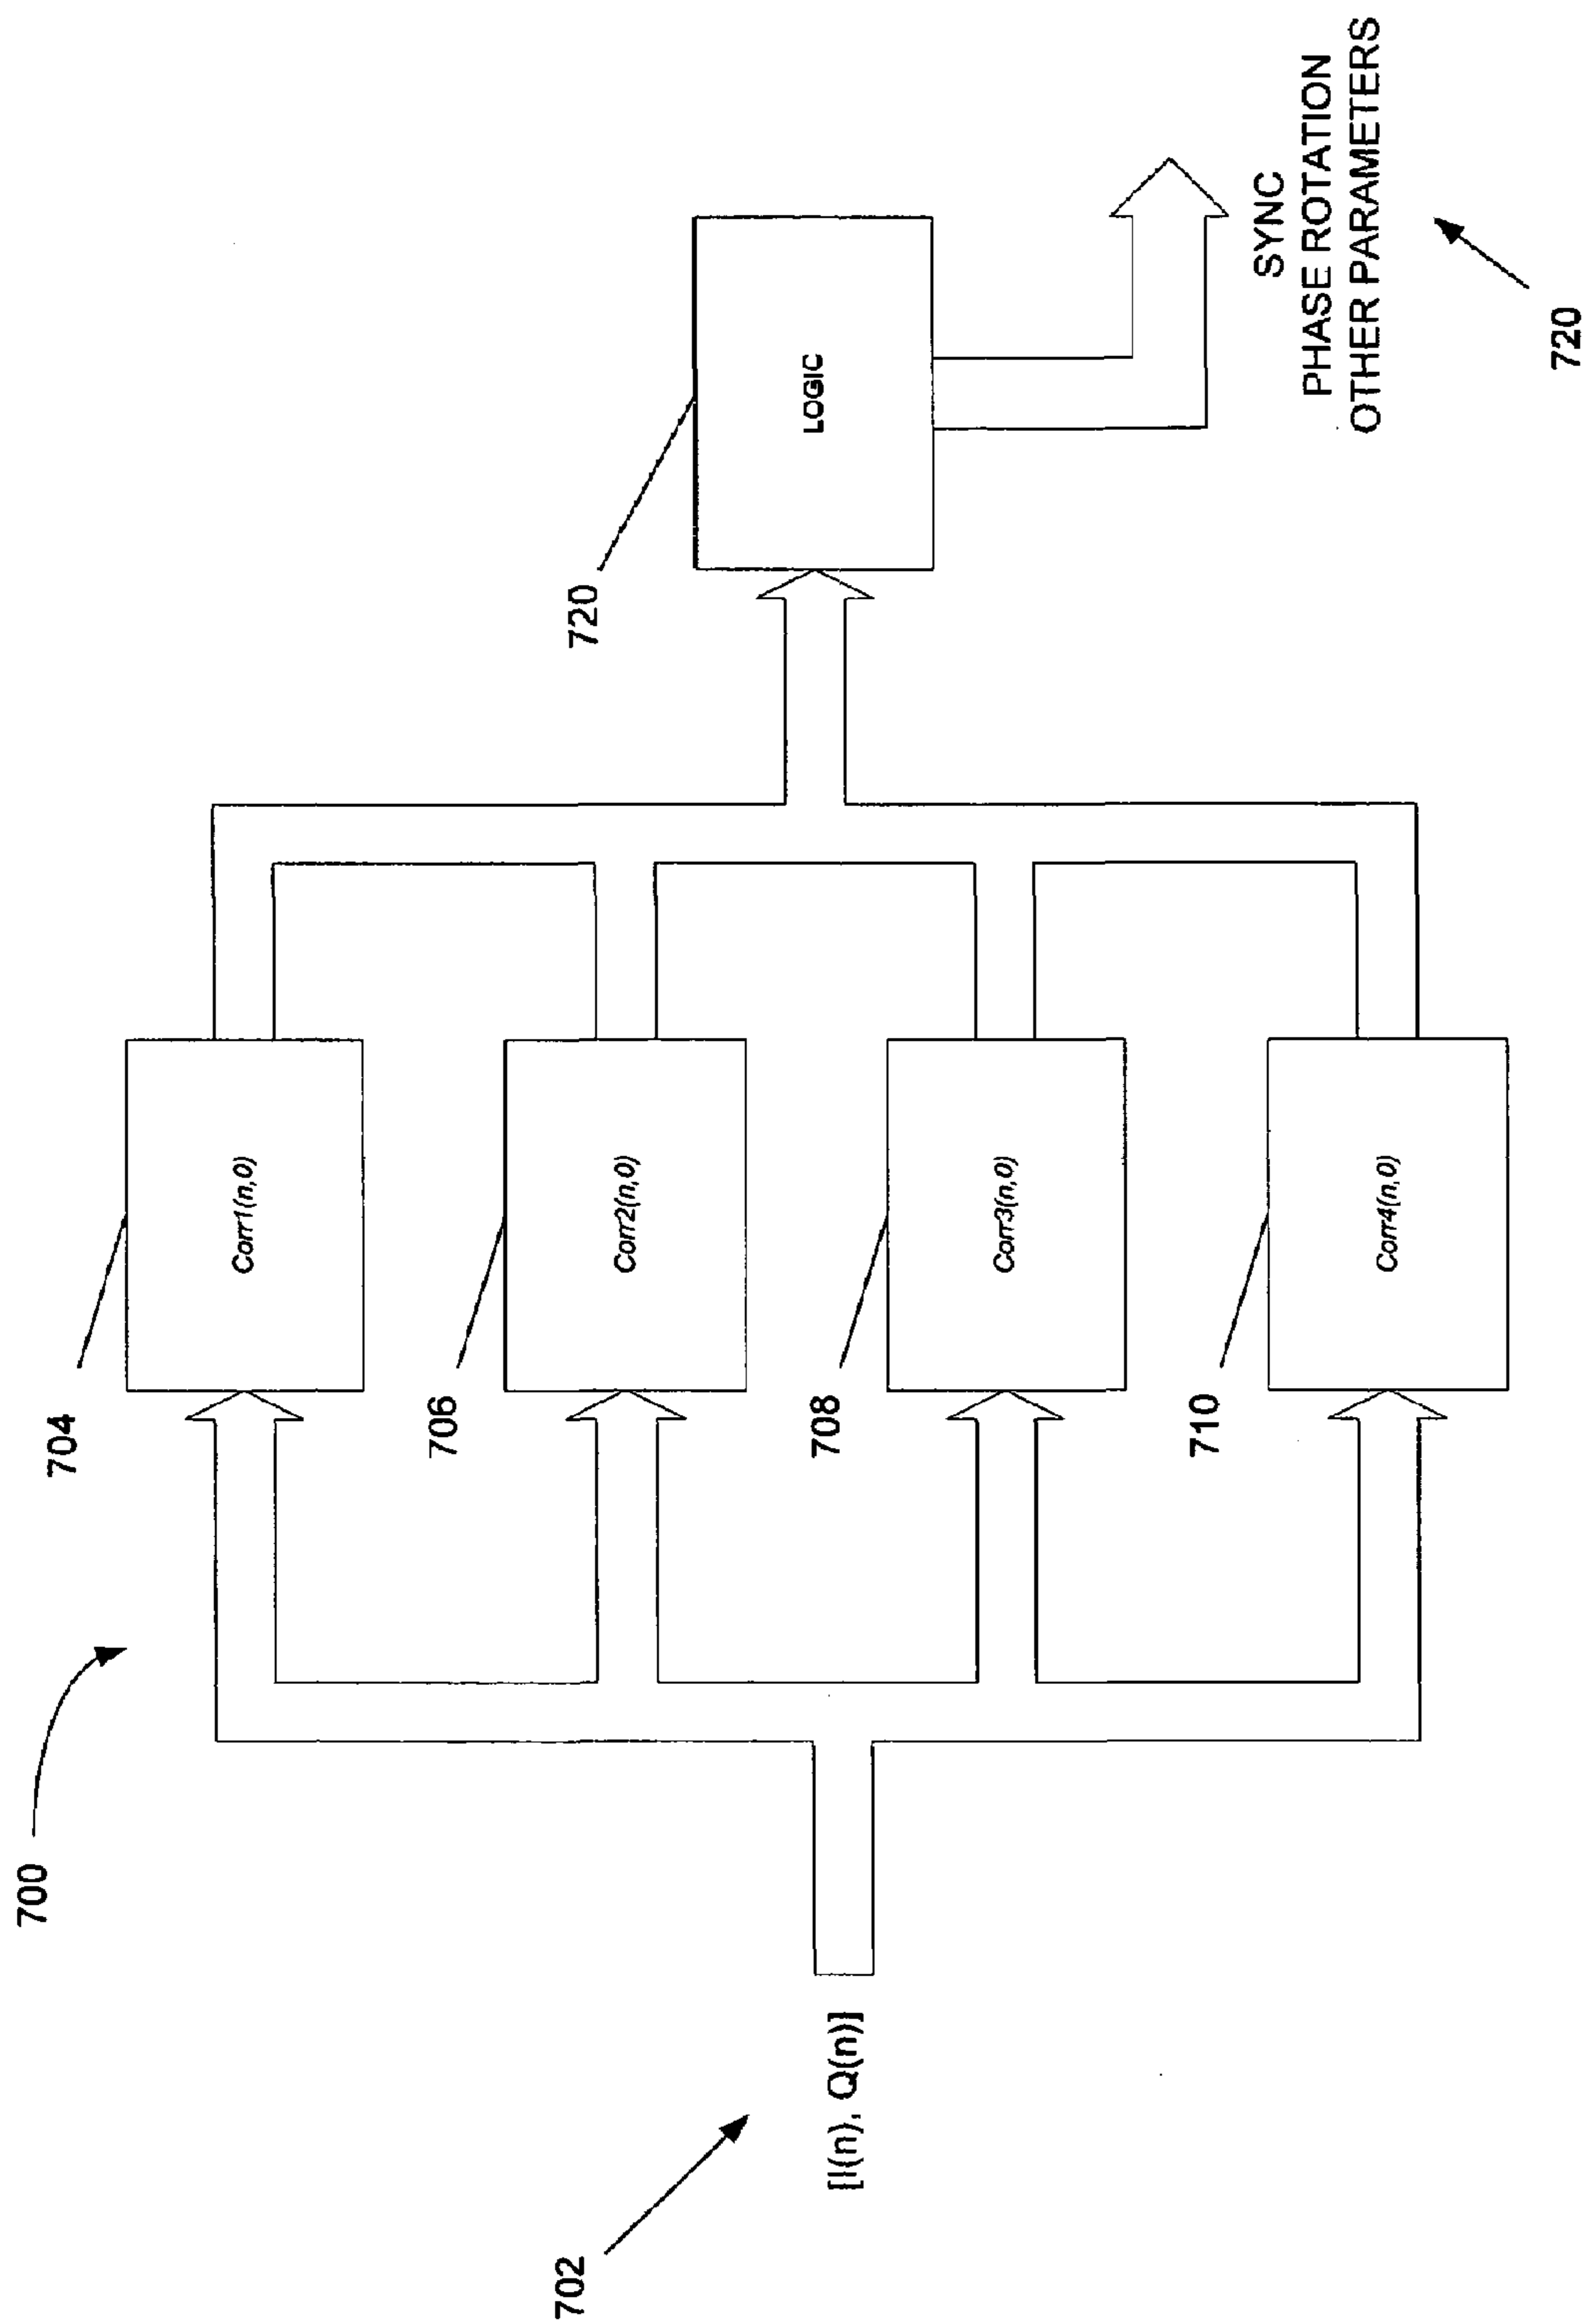 700
704
Corr1(n,0)
706
Corr2(n,0)
702
[I(n), Q(n)]
720
LOGIC
708
Corr3(n,0)
SYNC
PHASE ROTATION
OTHER PARAMETERS
710
Corr4(n,0)
720